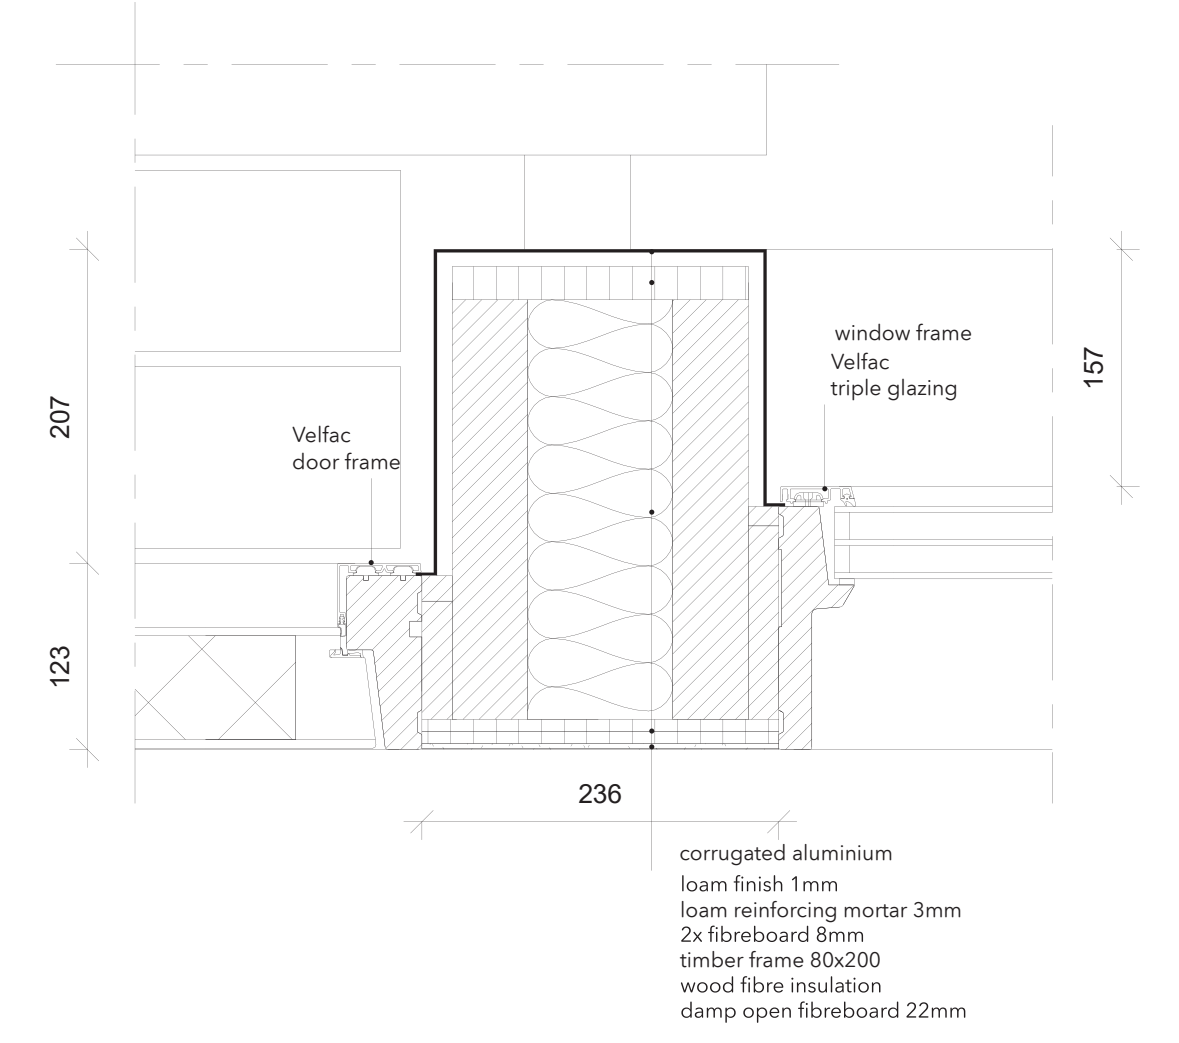 window frame
Velfac
triple glazing
157
207
Velfac
door frame
123
236
corrugated aluminium
loam finish 1mm
loam reinforcing mortar 3mm
2x fibreboard 8mm
timber frame 80x200
wood fibre insulation
damp open fibreboard 22mm